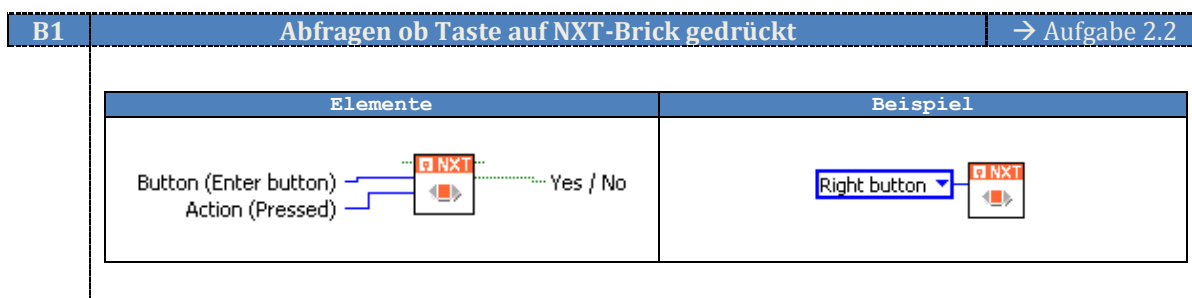 B1 Abfragen ob Taste auf NXT-Brick gedrückt → Aufgabe 2.2
Elemente Beispiel
NXT
Button (Enter button) Yes / No
Action (Pressed)
Right button NXT